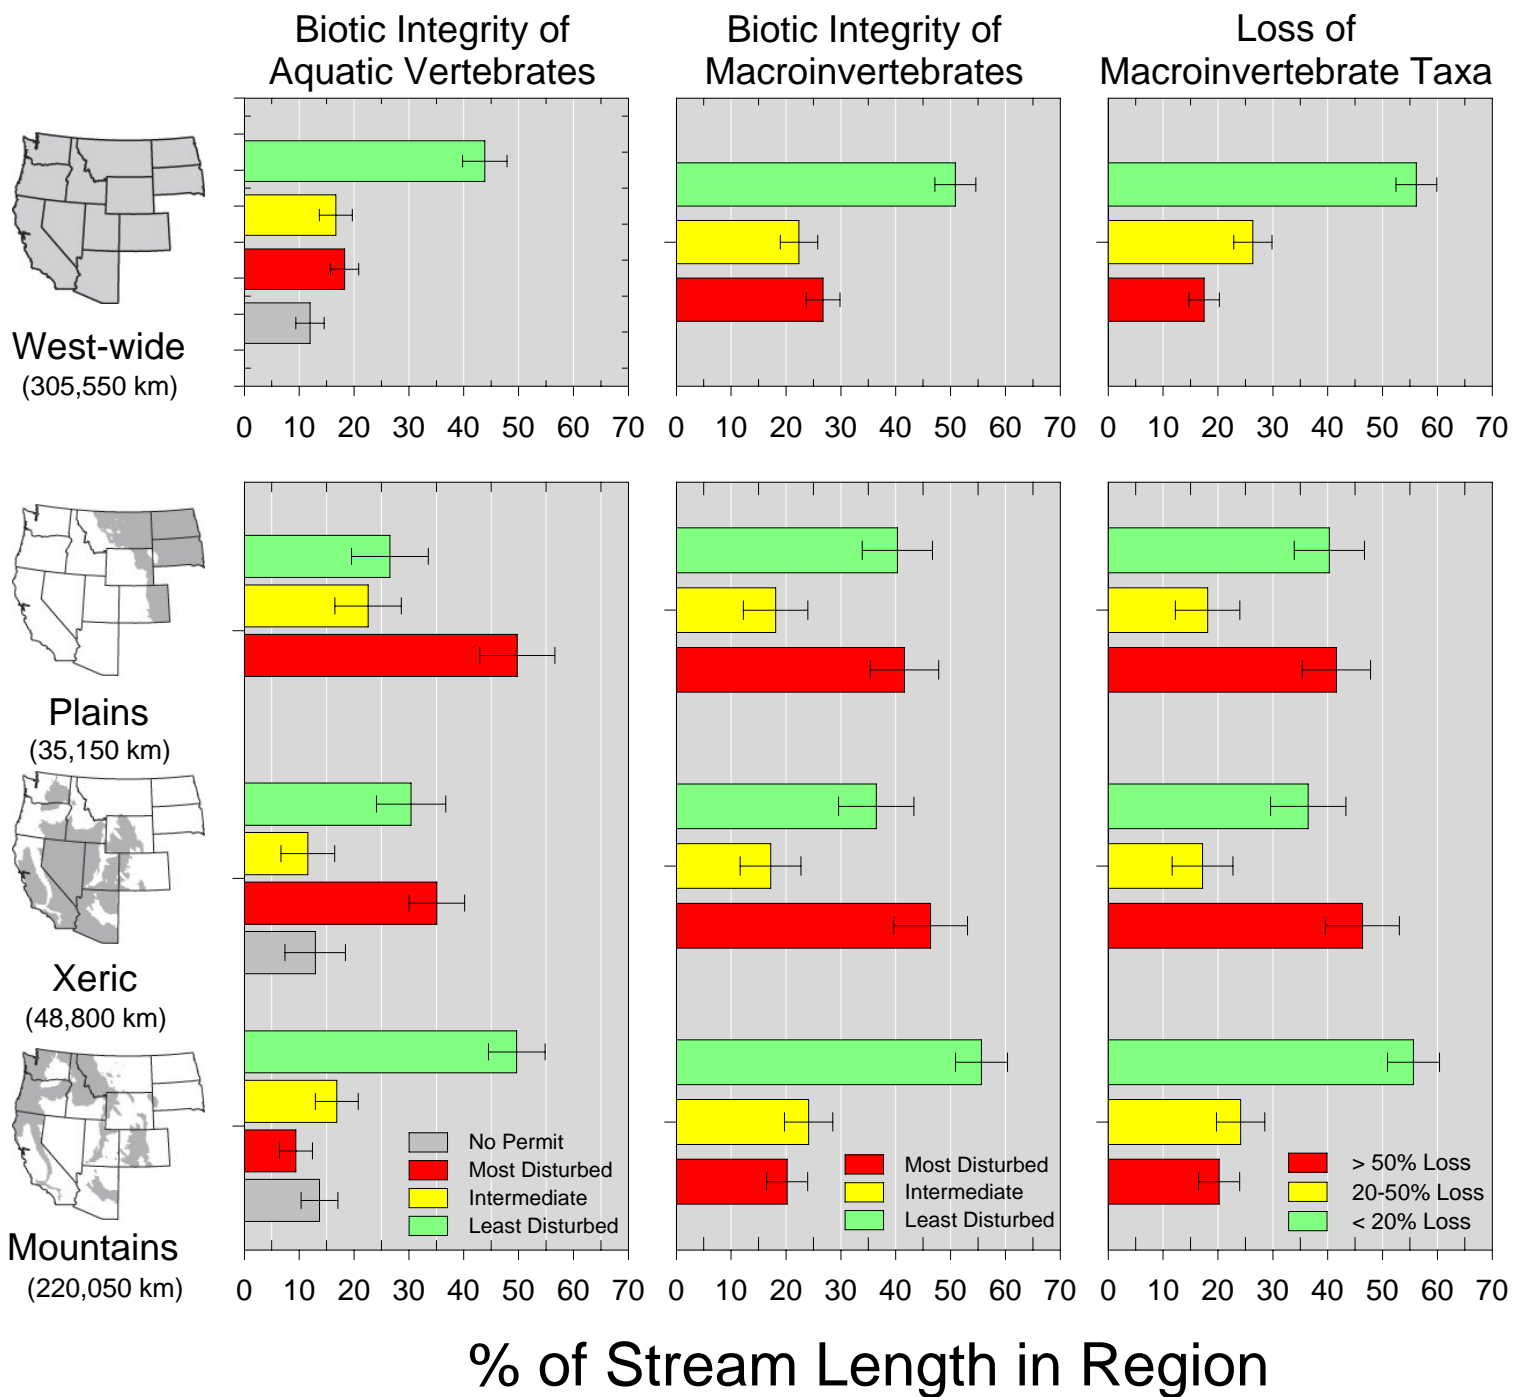 Biotic Integrity of
Aquatic Vertebrates
Biotic Integrity of
Macroinvertebrates
Loss of
Macroinvertebrate Taxa
West-wide
(305,550 km)
0 10 20 30 40 50 60 70
0 10 20 30 40 50 60 70
0 10 20 30 40 50 60 70
Plains
(35,150 km)
Xeric
(48,800 km)
Mountains
(220,050 km)
No Permit
Most Disturbed
Intermediate
Least Disturbed
Most Disturbed
Intermediate
Least Disturbed
> 50% Loss
20-50% Loss
< 20% Loss
0 10 20 30 40 50 60 70
0 10 20 30 40 50 60 70
0 10 20 30 40 50 60 70
% of Stream Length in Region